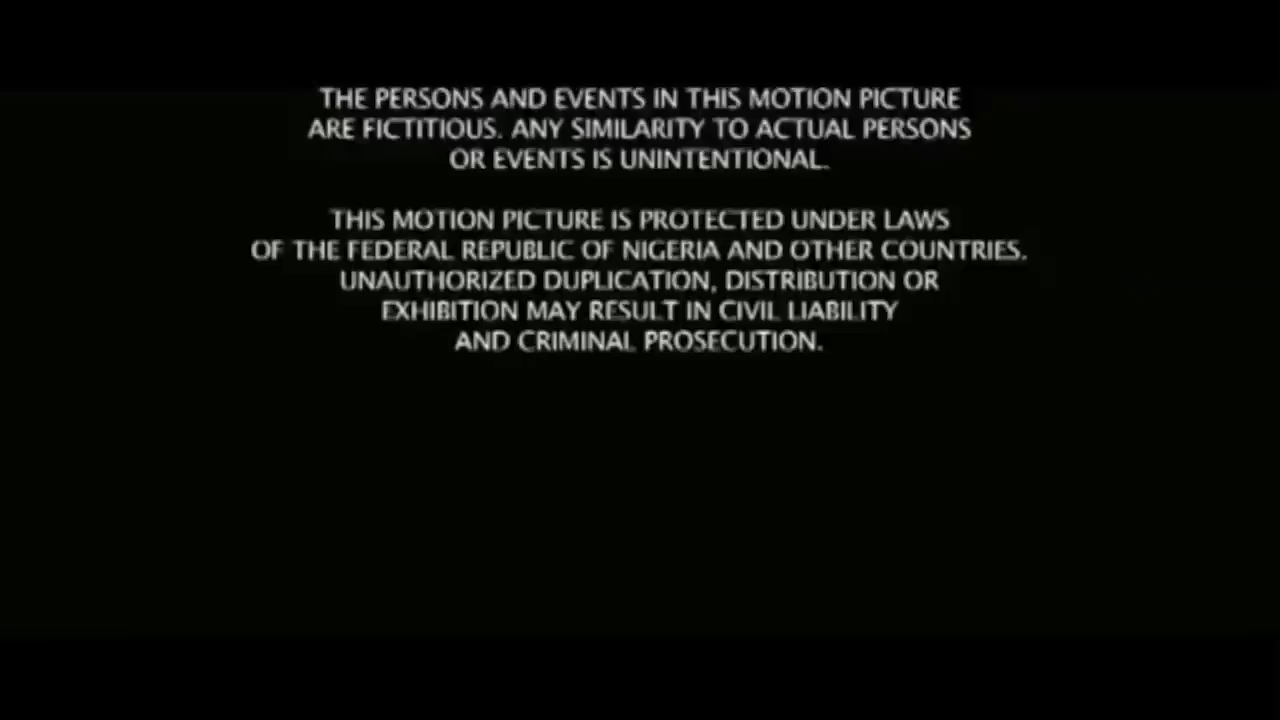 THE PERSONS AND EVENTS IN THIS MOTION PICTURE
ARE FICTITIOUS. ANY SIMILARITY TO ACTUAL PERSONS
OR EVENTS IS UNINTENTIONAL.
THIS MOTION PICTURE IS PROTECTED UNDER LAWS
OF THE FEDERAL REPUBLIC OF NIGERIA AND OTHER COUNTRIES.
UNAUTHORIZED DUPLICATION, DISTRIBUTION OR
EXHIBITION MAY RESULT IN CIVIL LIABILITY
AND CRIMINAL PROSECUTION.